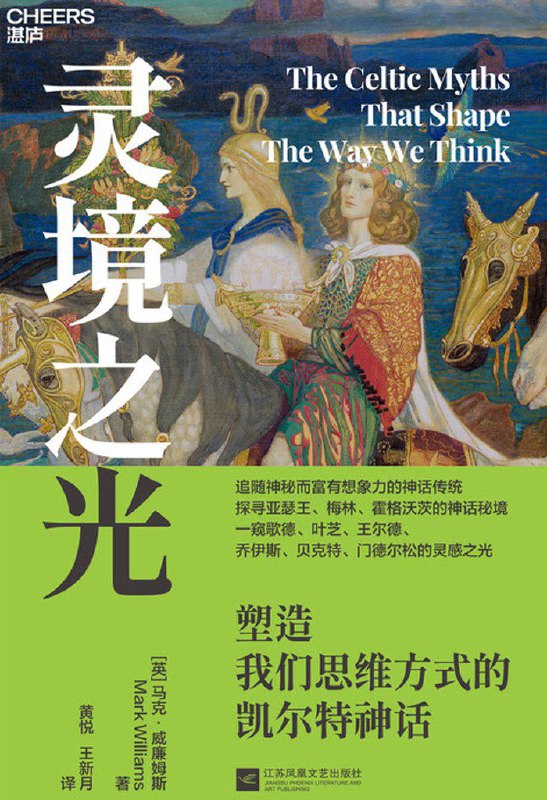 CHEERS
湛庐
灵境之光
The Celtic Myths
That Shape
The Way We Think
追随神秘而富有想象力的神话传统
探寻亚瑟王、梅林、霍格沃茨的神话秘境
一窥歌德、叶芝、王尔德、
乔伊斯、贝克特、门德尔松的灵感之光
塑造
我们思维方式的
凯尔特神话
[英] 马克·威廉姆斯
Mark Williams
著
黄悦 王新月
译
江苏凤凰文艺出版社
JIANGSU PHOENIX LITERATURE AND
ART PUBLISHING